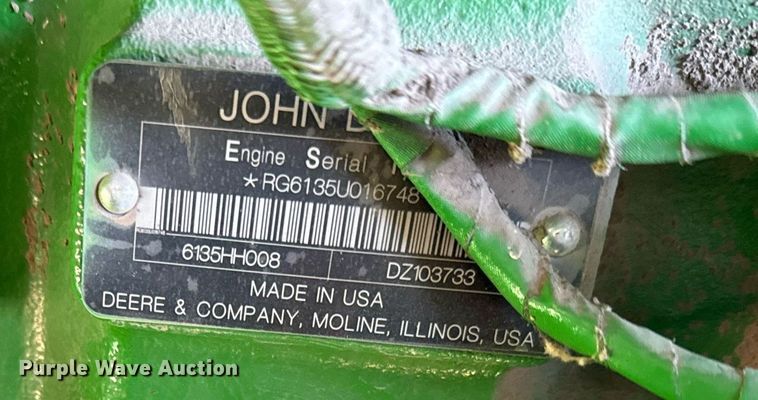 JOHN D
Engine Serial N
*RG6135U016748
6135HH008 DZ103733
MADE IN USA
DEERE & COMPANY, MOLINE, ILLINOIS, USA
Purple Wave Auction